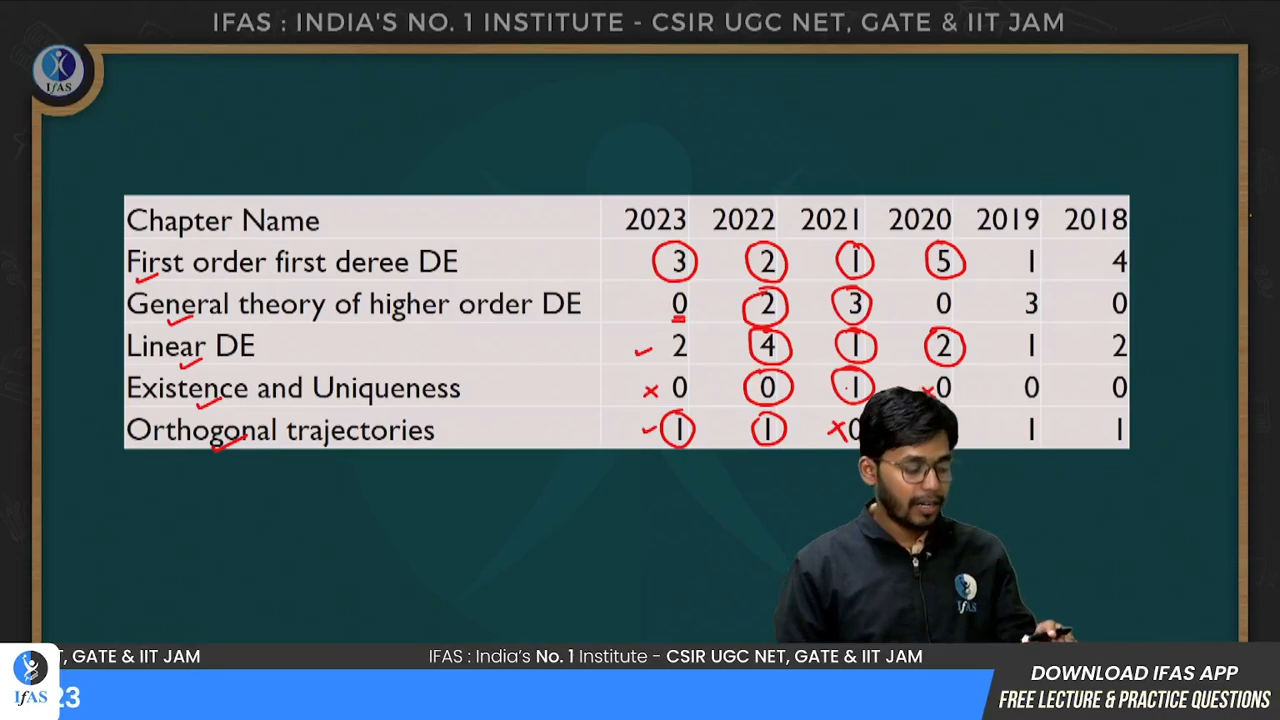 IFAS : INDIA'S NO. 1 INSTITUTE - CSIR UGC NET, GATE & IIT JAM
IfAS
Chapter Name 2023 2022 2021 2020 2019 2018
First order first deree DE 3 2 1 5 1 4
General theory of higher order DE 0 2 3 0 3 0
Linear DE 2 4 1 2 1 2
Existence and Uniqueness 0 0 1 0 0 0
Orthogonal trajectories 1 1 0 1 1
IfAS
T, GATE & IIT JAM IFAS : India's No. 1 Institute - CSIR UGC NET, GATE & IIT JAM
IfAS
23
DOWNLOAD IFAS APP
FREE LECTURE & PRACTICE QUESTIONS